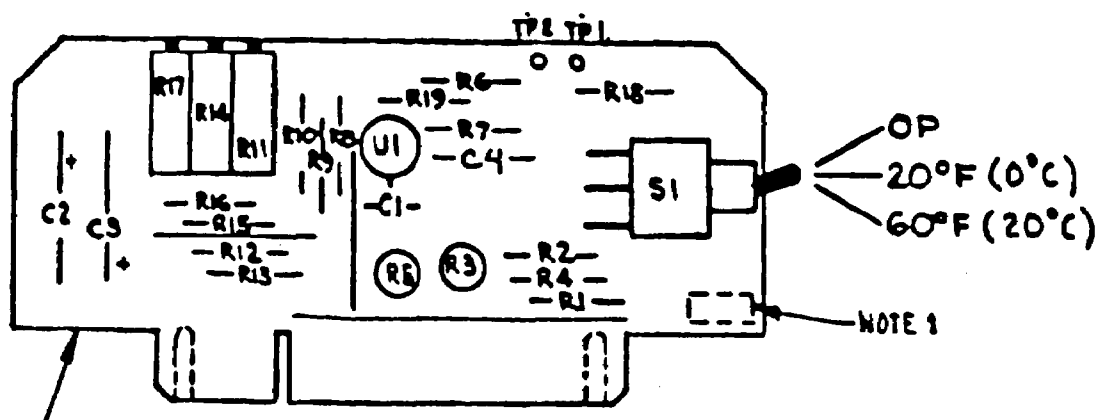 TP2 TP1
R17
R14
R11
R10
R9
R8
R19
R6
R18
U1
R7
C4
C1
S1
OP
20°F (0°C)
60°F (20°C)
C2 +
C3 +
R16
R15
R12
R13
R3
R2
R4
R1
NOTE 1